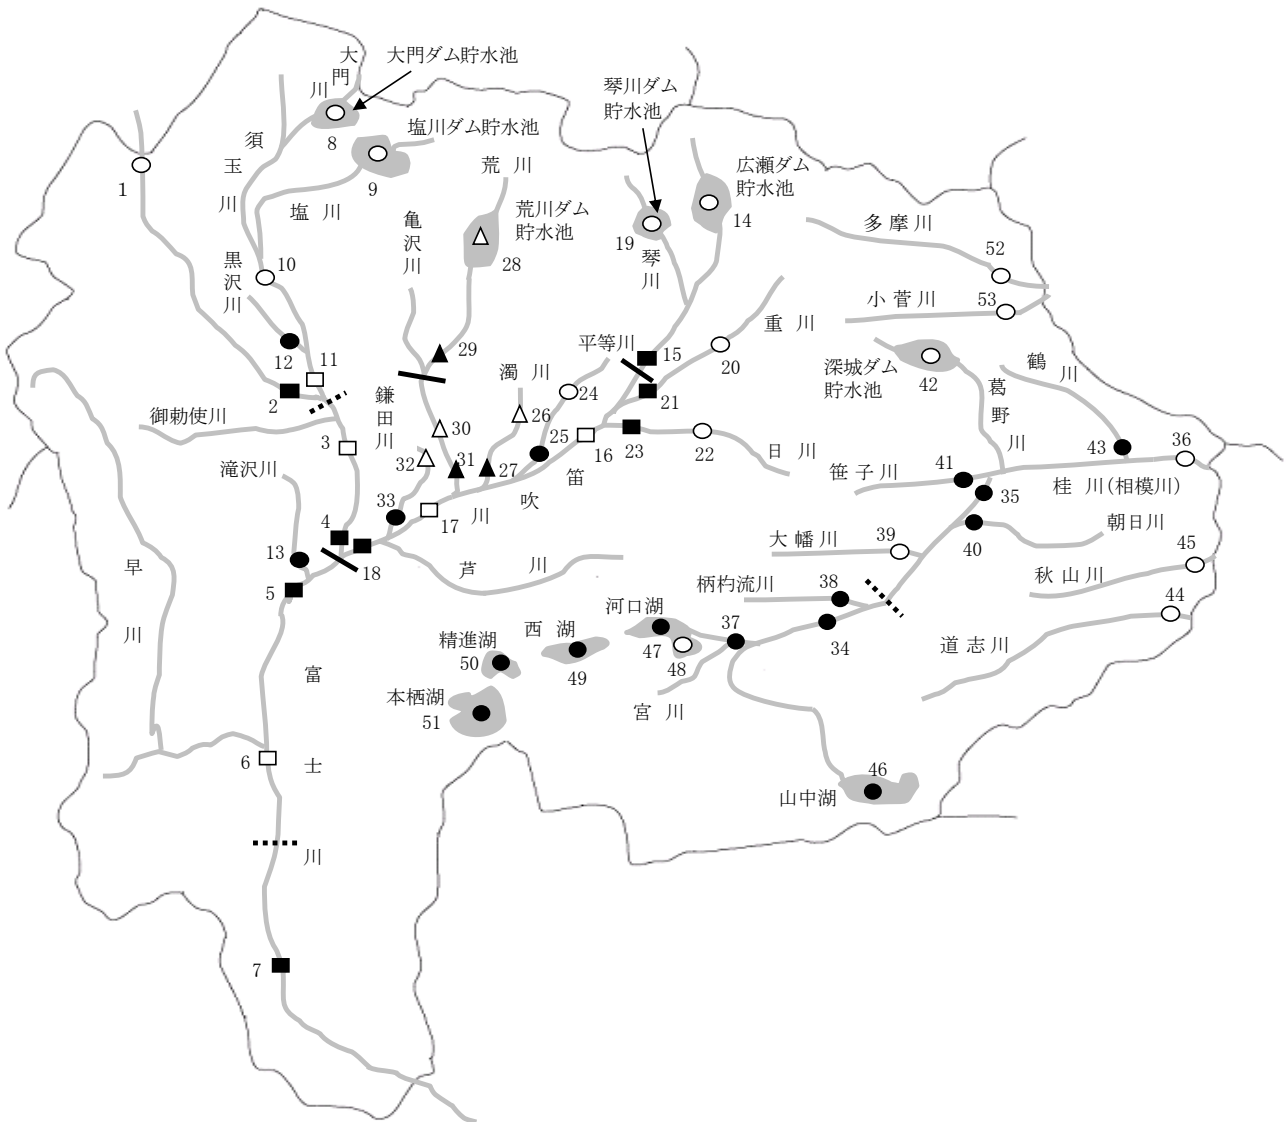 大門川
大門ダム貯水池
8
須玉川
塩川ダム貯水池
9
塩川
1
10
黒沢川
12
11
2
御勅使川
3
滝沢川
4
13
5
18
早川
富士川
6
7
荒川
荒川ダム
貯水池
28
亀沢川
29
鎌田川
30
31
32
33
濁川
26
27
平等川
24
25
17
笛吹川
16
芦川
琴川ダム
貯水池
19
琴川
広瀬ダム
貯水池
14
15
重川
20
21
23
22
日川
多摩川
52
小菅川
53
深城ダム
貯水池
42
葛野川
鶴川
43
36
笹子川
41
35
桂川(相模川)
朝日川
40
大幡川
39
45
秋山川
44
道志川
柄杓流川
38
34
37
河口湖
47
48
西湖
49
精進湖
50
本栖湖
51
宮川
46
山中湖